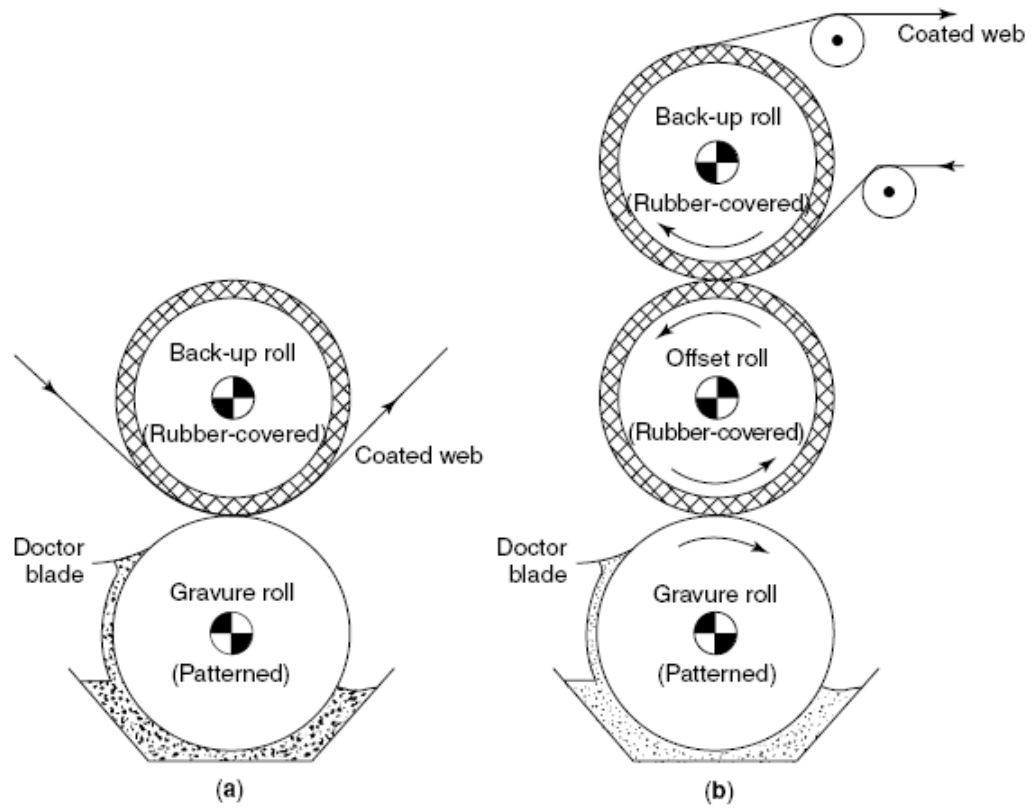 Back-up roll
(Rubber-covered)
Coated web
Doctor
blade
Gravure roll
(Patterned)
(a)
Coated web
Back-up roll
(Rubber-covered)
Offset roll
(Rubber-covered)
Doctor
blade
Gravure roll
(Patterned)
(b)